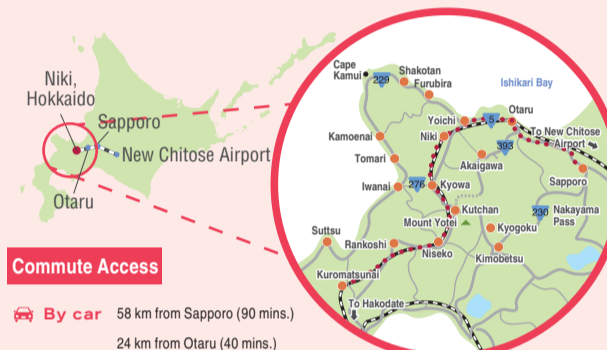 Niki,
Hokkaido
Sapporo
New Chitose Airport
Otaru
Cape
Kamui
229
Shakotan
Furubira
Ishikari Bay
Yoichi
5
Otaru
Niki
To New Chitose
Airport
393
Kamoenai
Akaigawa
Tomari
Sapporo
Iwanai
276
Kyowa
Kutchan
230
Nakayama
Pass
Mount Yotei
Kyogoku
Suttsu
Rankoshi
Niseko
Kimobetsu
Kuromatsunai
To Hakodate
Commute Access
By car
58 km from Sapporo (90 mins.)
24 km from Otaru (40 mins.)